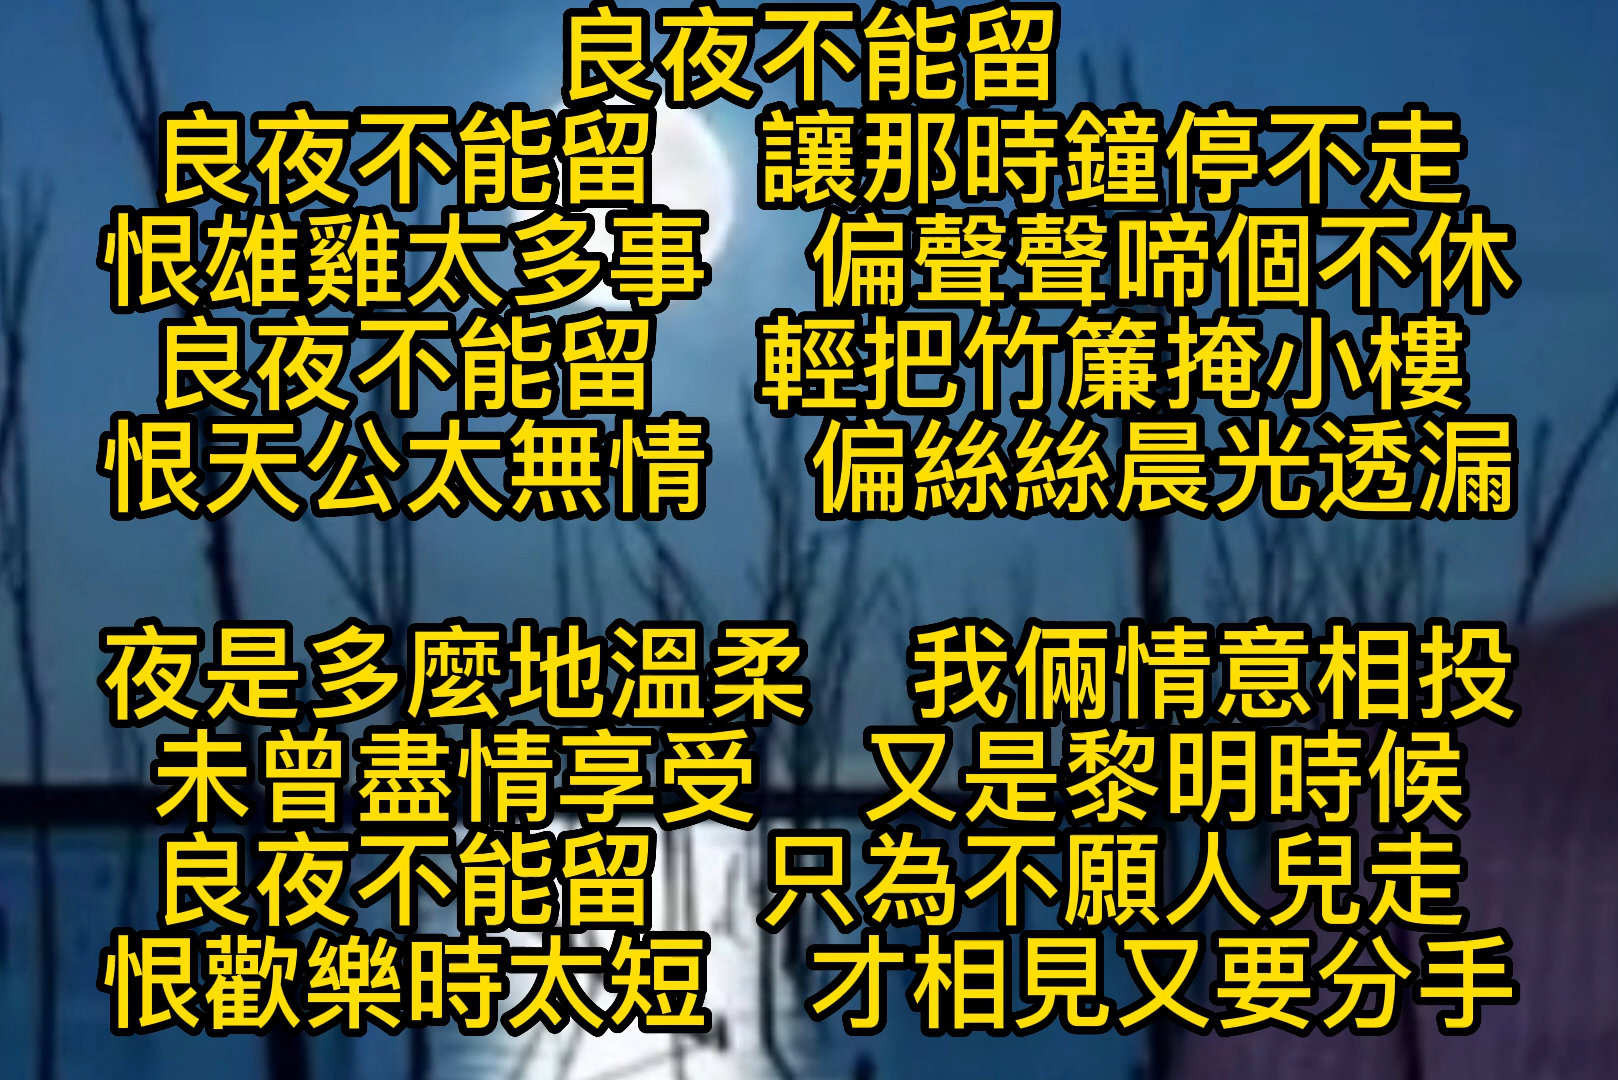 良夜不能留
良夜不能留　讓那時鐘停不走
恨雄雞太多事　偏聲聲啼個不休
良夜不能留　輕把竹簾掩小樓
恨天公太無情　偏絲絲晨光透漏
夜是多麼地溫柔　我倆情意相投
未曾盡情享受　又是黎明時候
良夜不能留　只為不願人兒走
恨歡樂時太短　才相見又要分手